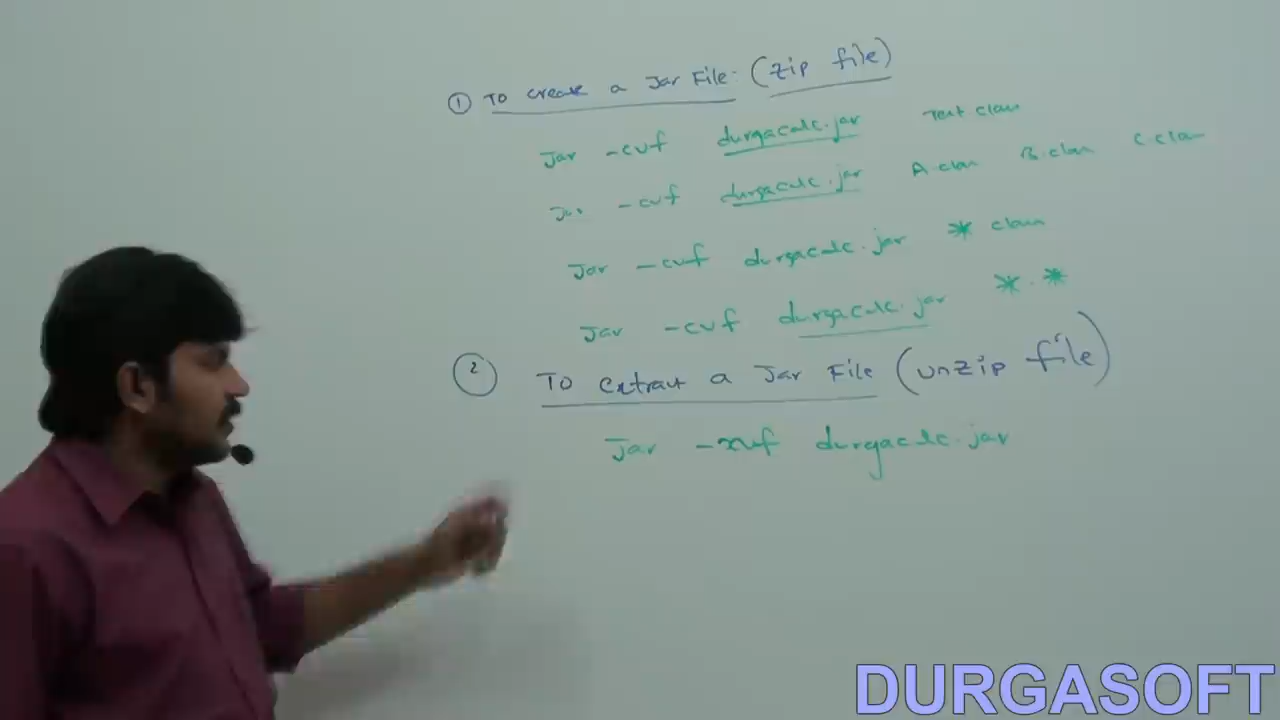 ① To create a Jar File: (zip file)
Jar -cvf durgacalc.jar Test.class
Jar -cvf durgacalc.jar A.class B.class C.class
Jar -cvf durgacalc.jar *.class
Jar -cvf durgacalc.jar *.*
② To extract a Jar File (unzip file)
Jar -xvf durgacalc.jar
DURGASOFT